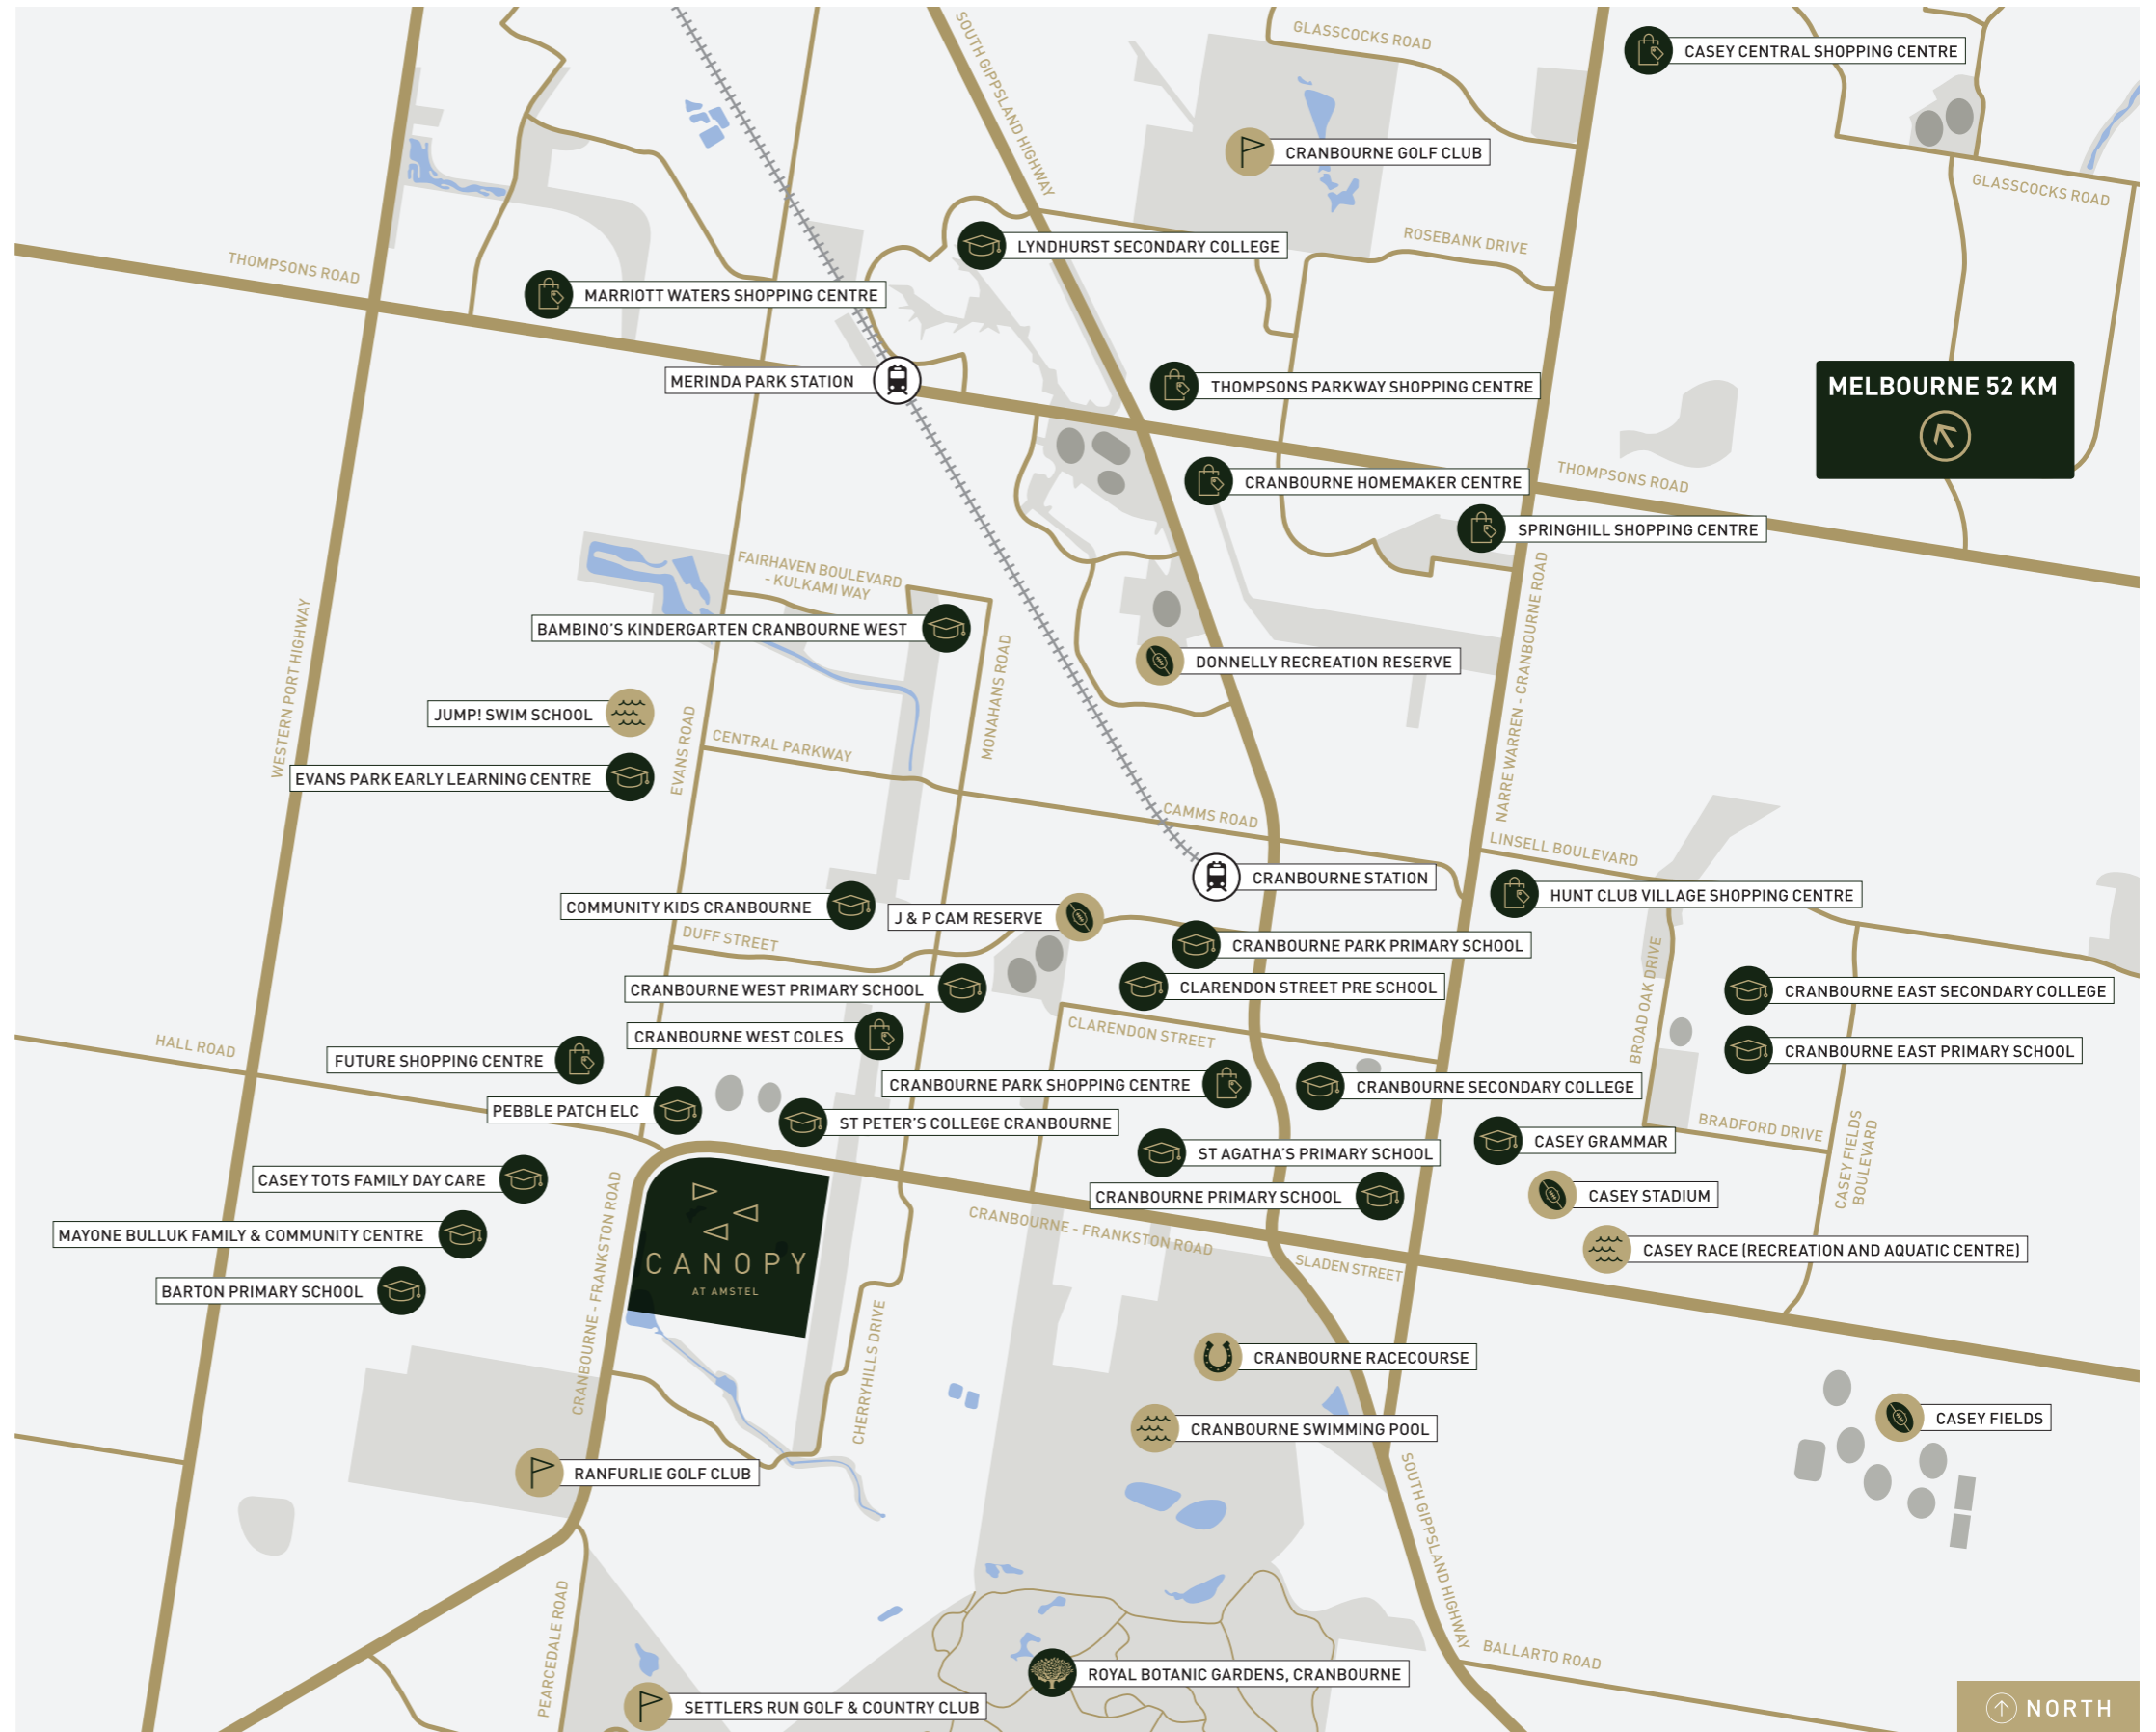 SOUTH GIPPSLAND HIGHWAY
GLASSCOCKS ROAD
CASEY CENTRAL SHOPPING CENTRE
CRANBOURNE GOLF CLUB
GLASSCOCKS ROAD
LYNDHURST SECONDARY COLLEGE
ROSEBANK DRIVE
THOMPSONS ROAD
MARRIOTT WATERS SHOPPING CENTRE
MERINDA PARK STATION
THOMPSONS PARKWAY SHOPPING CENTRE
MELBOURNE 52 KM
CRANBOURNE HOMEMAKER CENTRE
THOMPSONS ROAD
SPRINGHILL SHOPPING CENTRE
FAIRHAVEN BOULEVARD
- KULKAMI WAY
BAMBINO'S KINDERGARTEN CRANBOURNE WEST
NARRE WARREN - CRANBOURNE ROAD
WESTERN PORT HIGHWAY
MONAHANS ROAD
DONNELLY RECREATION RESERVE
JUMP! SWIM SCHOOL
EVANS ROAD
CENTRAL PARKWAY
EVANS PARK EARLY LEARNING CENTRE
CAMMS ROAD
LINSELL BOULEVARD
CRANBOURNE STATION
HUNT CLUB VILLAGE SHOPPING CENTRE
COMMUNITY KIDS CRANBOURNE
J & P CAM RESERVE
DUFF STREET
CRANBOURNE PARK PRIMARY SCHOOL
BROAD OAK DRIVE
CRANBOURNE WEST PRIMARY SCHOOL
CLARENDON STREET PRE SCHOOL
CRANBOURNE EAST SECONDARY COLLEGE
CRANBOURNE WEST COLES
CLARENDON STREET
HALL ROAD
FUTURE SHOPPING CENTRE
CRANBOURNE EAST PRIMARY SCHOOL
CRANBOURNE PARK SHOPPING CENTRE
CRANBOURNE SECONDARY COLLEGE
PEBBLE PATCH ELC
ST PETER'S COLLEGE CRANBOURNE
BRADFORD DRIVE
CASEY GRAMMAR
ST AGATHA'S PRIMARY SCHOOL
CASEY FIELDS
BOULEVARD
CASEY TOTS FAMILY DAY CARE
CRANBOURNE PRIMARY SCHOOL
CASEY STADIUM
CRANBOURNE - FRANKSTON ROAD
MAYONE BULLUK FAMILY & COMMUNITY CENTRE
CRANBOURNE - FRANKSTON ROAD
CASEY RACE (RECREATION AND AQUATIC CENTRE)
CANOPY
AT AMSTEL
SLADEN STREET
BARTON PRIMARY SCHOOL
CHERRYHILLS DRIVE
CRANBOURNE RACECOURSE
CASEY FIELDS
CRANBOURNE SWIMMING POOL
RANFURLIE GOLF CLUB
SOUTH GIPPSLAND HIGHWAY
PEARCEDALE ROAD
BALLARTO ROAD
ROYAL BOTANIC GARDENS, CRANBOURNE
SETTLERS RUN GOLF & COUNTRY CLUB
NORTH